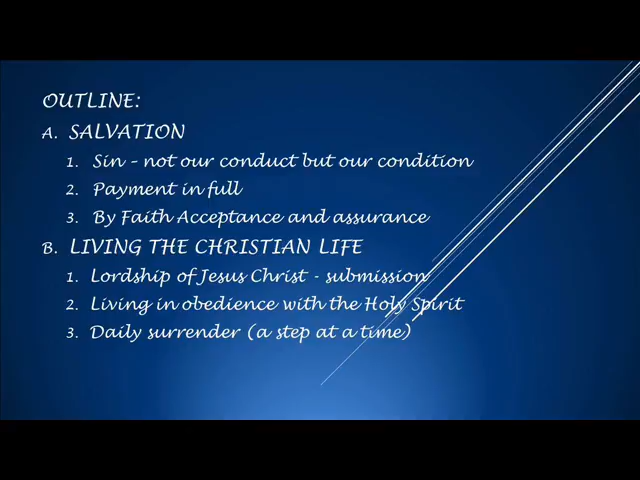 OUTLINE:
A. SALVATION
1. Sin – not our conduct but our condition
2. Payment in full
3. By Faith Acceptance and assurance
B. LIVING THE CHRISTIAN LIFE
1. Lordship of Jesus Christ - submission
2. Living in obedience with the Holy Spirit
3. Daily surrender (a step at a time)